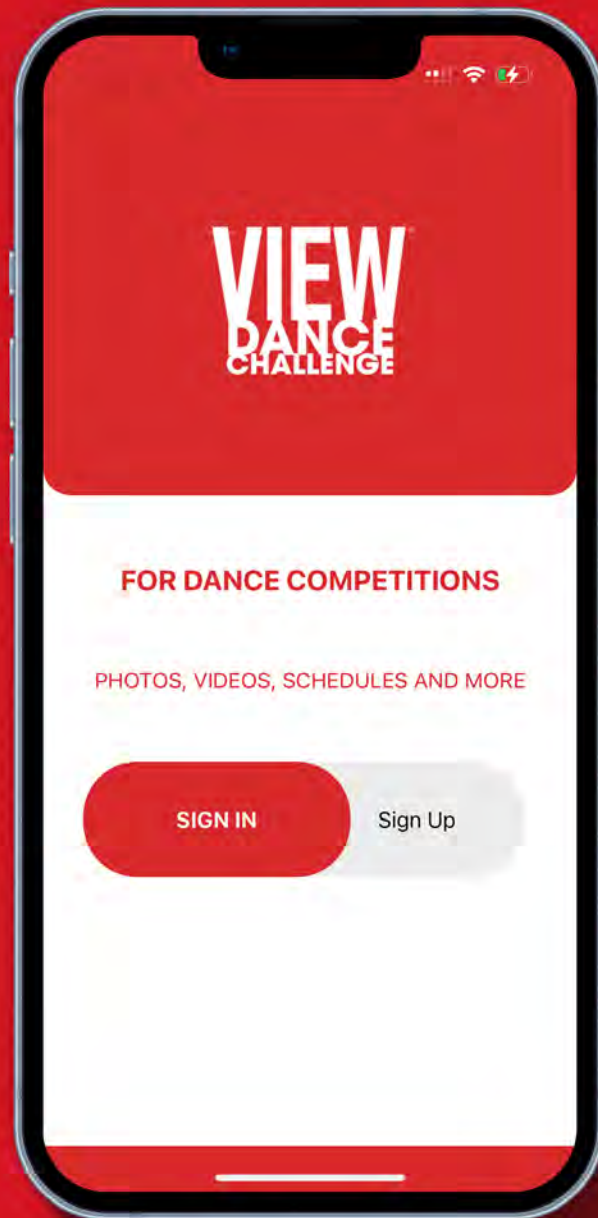 VIEW
DANCE
CHALLENGE
FOR DANCE COMPETITIONS
PHOTOS, VIDEOS, SCHEDULES AND MORE
SIGN IN
Sign Up